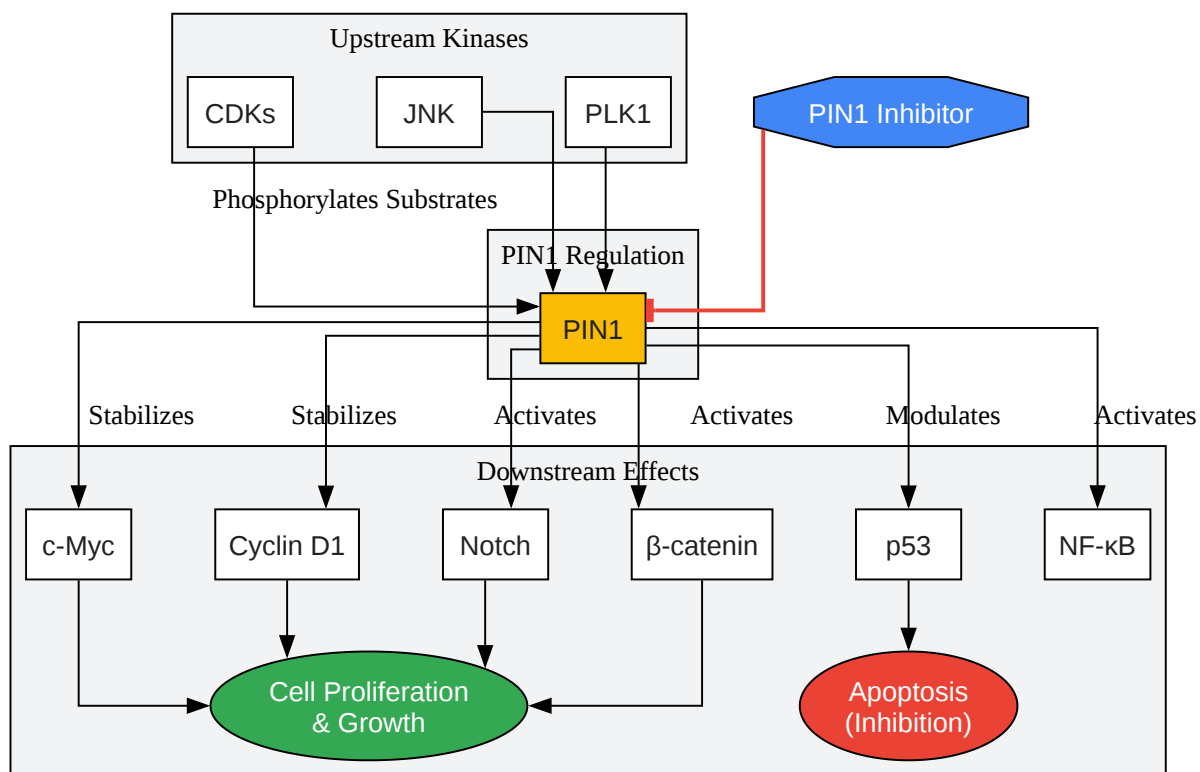 Upstream Kinases
CDKs
JNK
PLK1
PIN1 Inhibitor
Phosphorylates Substrates
PIN1 Regulation
PIN1
Stabilizes
Stabilizes
Activates
Activates
Modulates
Activates
Downstream Effects
c-Myc
Cyclin D1
Notch
β-catenin
p53
NF-κB
Cell Proliferation
& Growth
Apoptosis
(Inhibition)